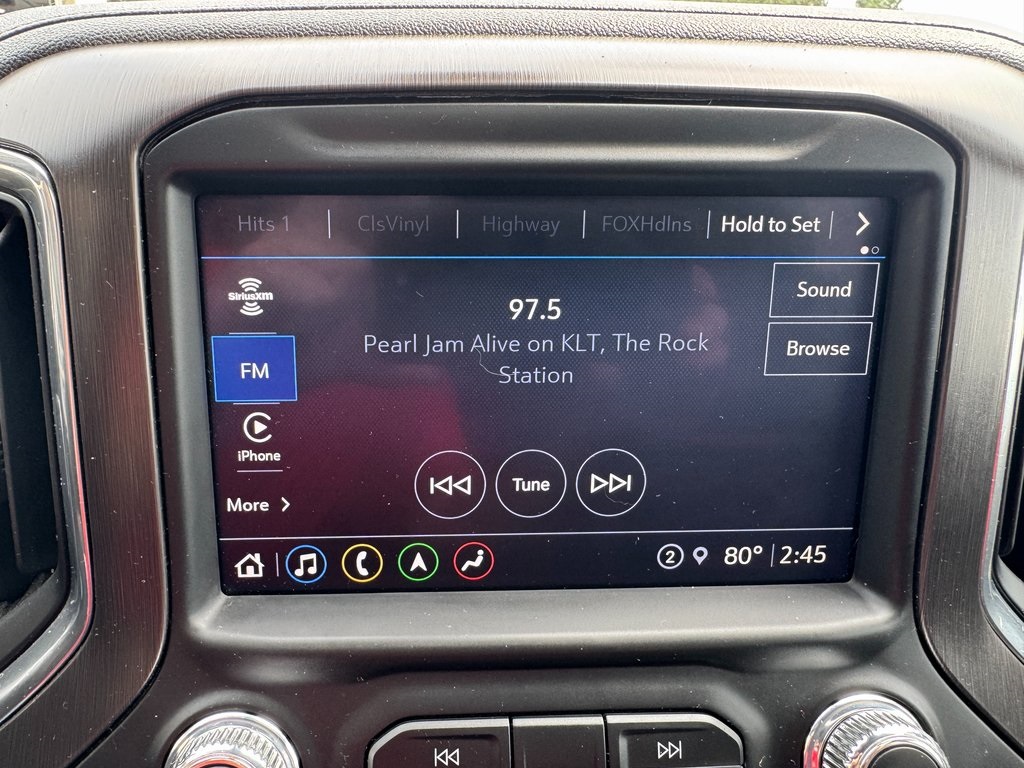 Hits 1 ClsVinyl Highway FOXHdlns Hold to Set
SiriusXM
97.5
Sound
Pearl Jam Alive on KLT, The Rock
Station
Browse
FM
iPhone
Tune
More
2 80° 2:45